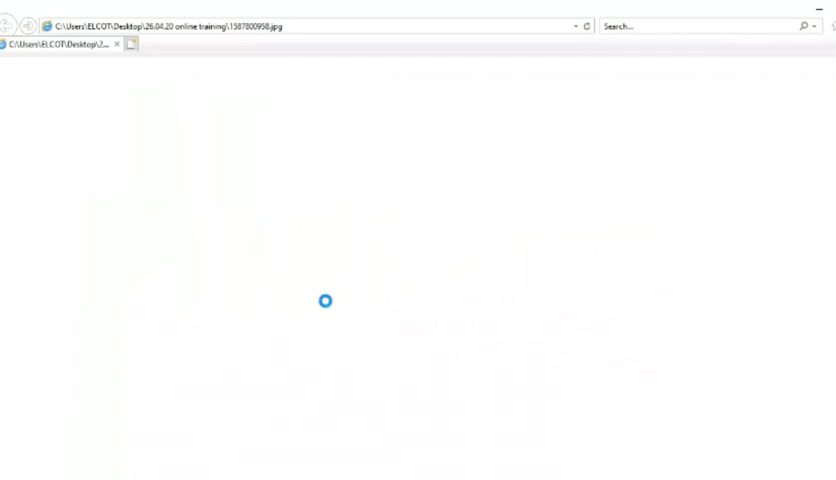 C:\Users\ELCOT\Desktop\26.04.20 online training\1587800958.jpg
Search...
C:\Users\ELCOT\Desktop\2...